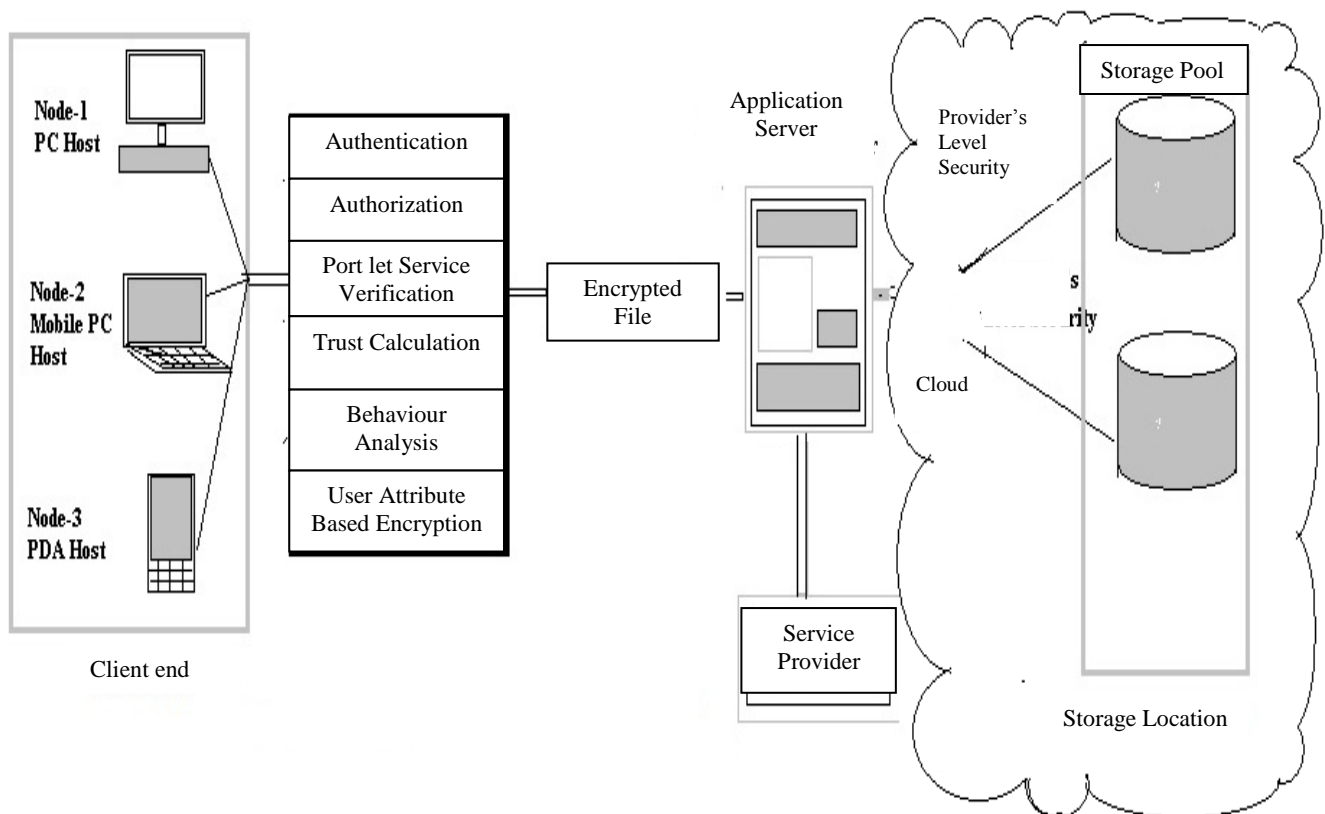 Node-1
PC Host
Node-2
Mobile PC
Host
Node-3
PDA Host
Client end
Authentication
Authorization
Port let Service
Verification
Trust Calculation
Behaviour
Analysis
User Attribute
Based Encryption
Encrypted
File
Application
Server
Service
Provider
Provider's
Level
Security
Cloud
Storage Pool
s
rity
Storage Location